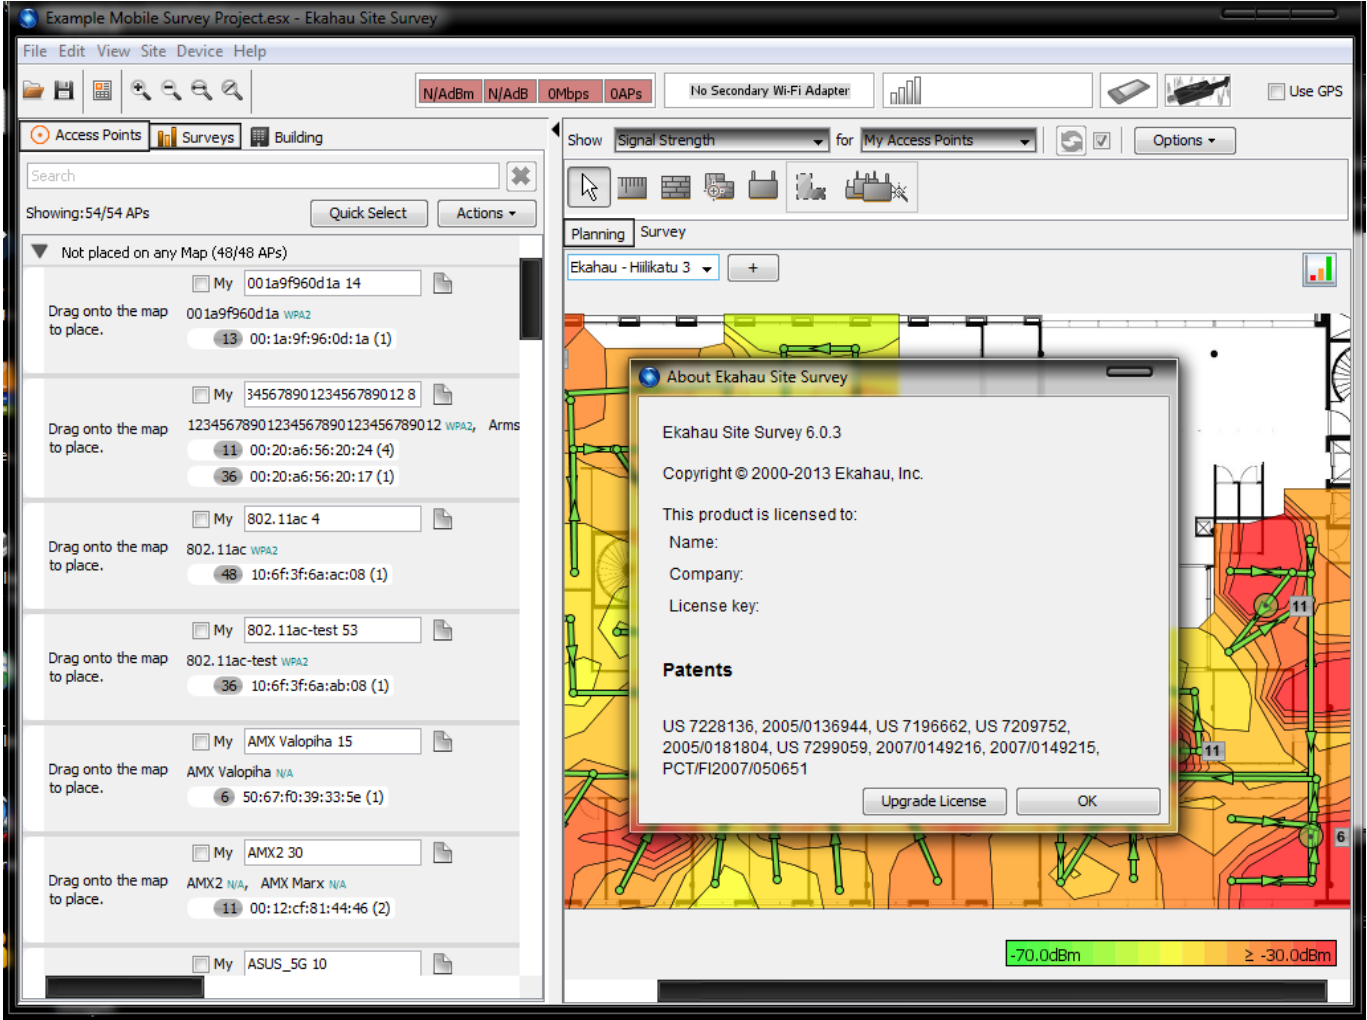 Example Mobile Survey Project.esx - Ekahau Site Survey
File Edit View Site Device Help
N/AdBm N/AdB 0Mbps 0APs No Secondary Wi-Fi Adapter Use GPS
Access Points Surveys Building
Show Signal Strength for My Access Points Options
Search
Showing:54/54 APs Quick Select Actions
Planning Survey
Not placed on any Map (48/48 APs)
Ekahau - Hiilikatu 3 +
My 001a9f960d1a 14
Drag onto the map
to place.
001a9f960d1a WPA2
13 00:1a:9f:96:0d:1a (1)
My 3456789012345678901 2 8
Drag onto the map
to place.
12345678901234567890123456789012 WPA2, Arms
11 00:20:a6:56:20:24 (4)
36 00:20:a6:56:20:17 (1)
My 802.11ac 4
Drag onto the map
to place.
802.11ac WPA2
48 10:6f:3f:6a:ac:08 (1)
My 802.11ac-test 53
Drag onto the map
to place.
802.11ac-test WPA2
36 10:6f:3f:6a:ab:08 (1)
My AMX Valopiha 15
Drag onto the map
to place.
AMX Valopiha N/A
6 50:67:f0:39:33:5e (1)
My AMX2 30
Drag onto the map
to place.
AMX2 N/A, AMX Marx N/A
11 00:12:cf:81:44:46 (2)
My ASUS_5G 10
About Ekahau Site Survey
Ekahau Site Survey 6.0.3
Copyright © 2000-2013 Ekahau, Inc.
This product is licensed to:
Name:
Company:
License key:
Patents
US 7228136, 2005/0136944, US 7196662, US 7209752,
2005/0181804, US 7299059, 2007/0149216, 2007/0149215,
PCT/FI2007/050651
Upgrade License OK
11
11
6
-70.0dBm ≥ -30.0dBm